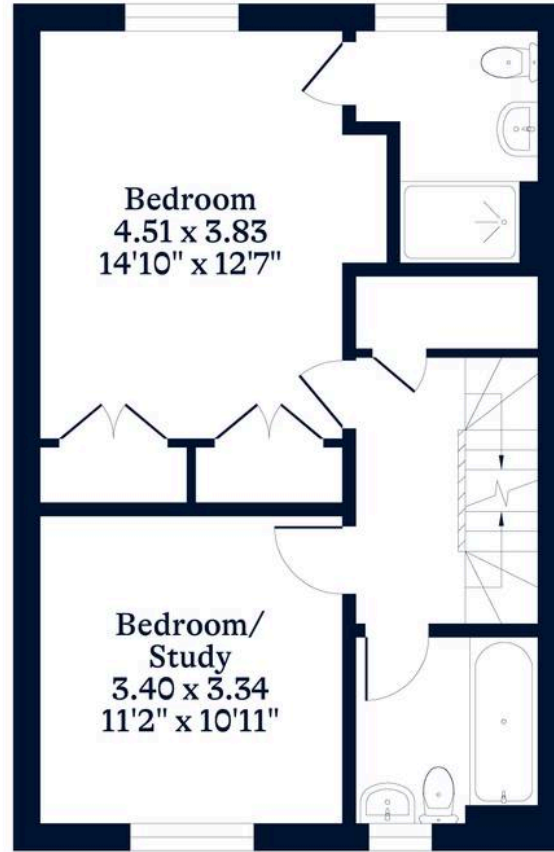 Bedroom
4.51 x 3.83
14'10" x 12'7"
Bedroom/
Study
3.40 x 3.34
11'2" x 10'11"